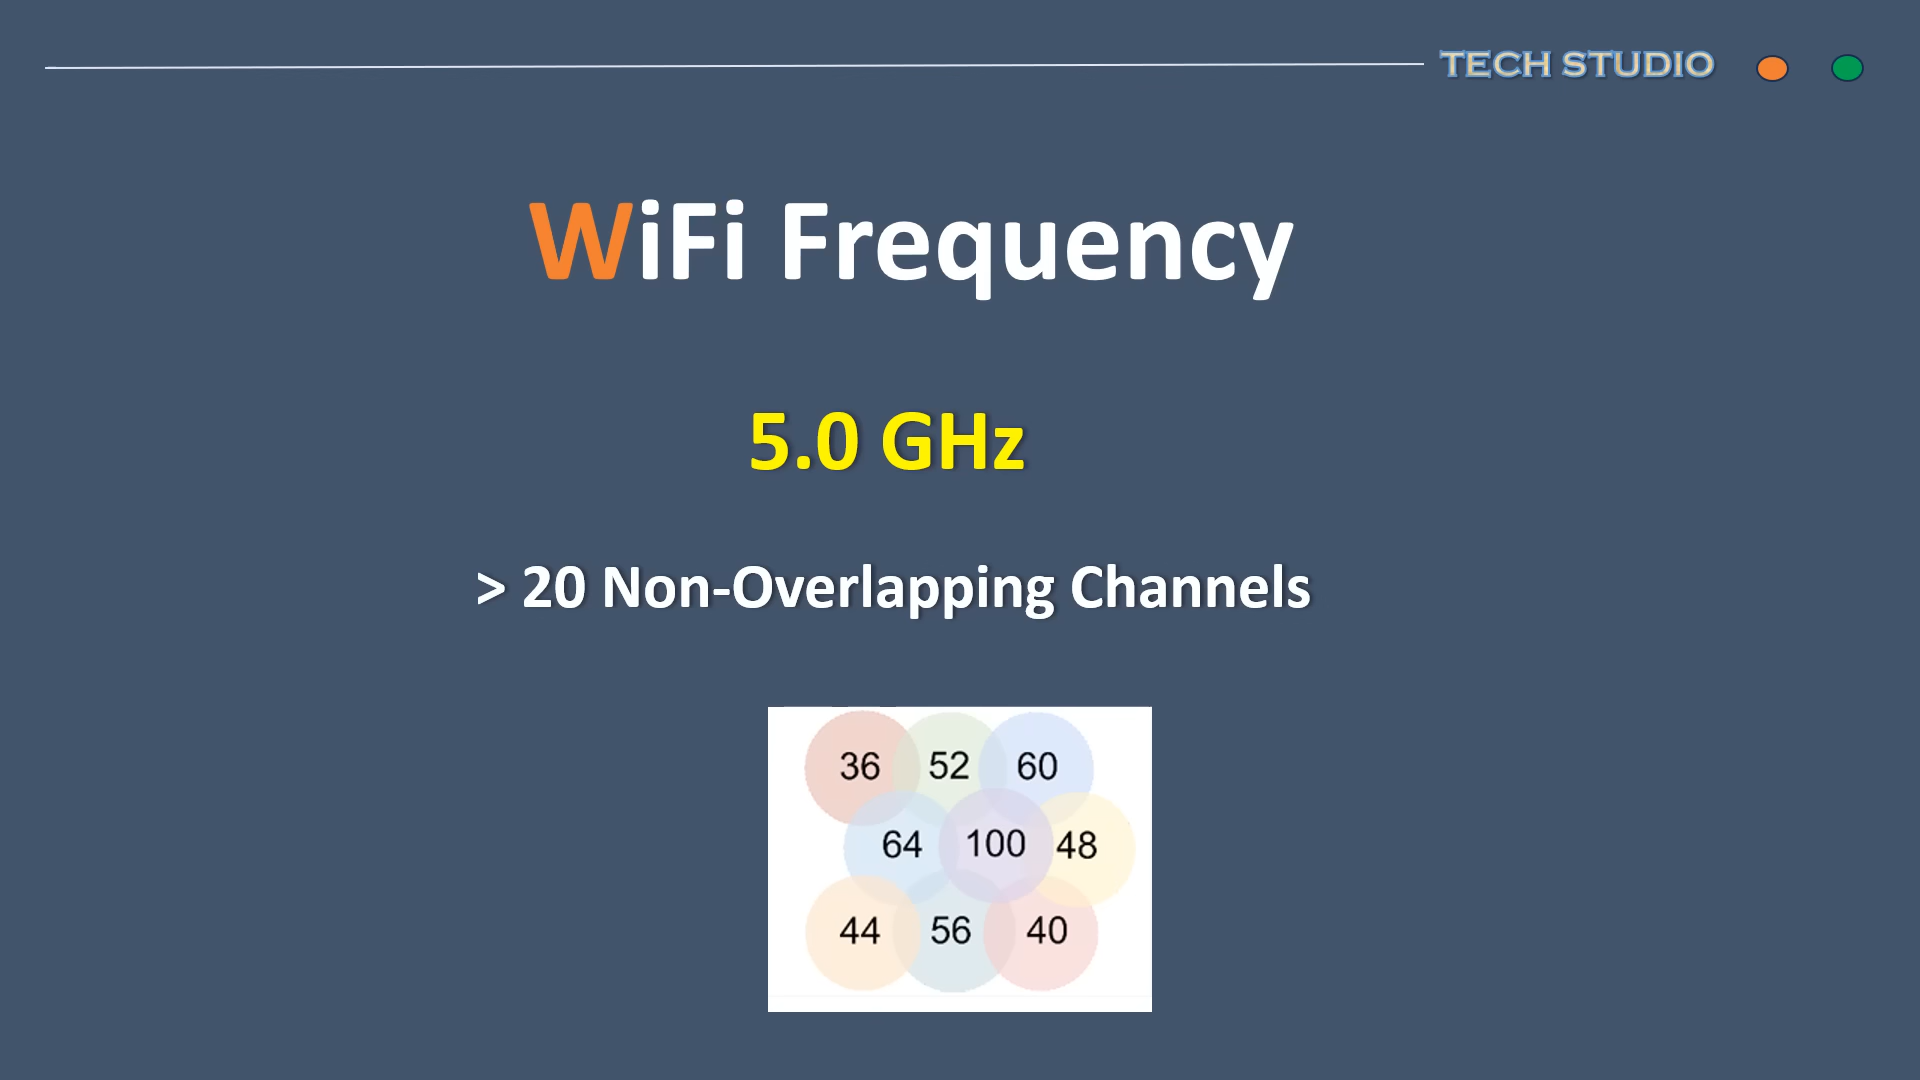 TECH STUDIO
WiFi Frequency
5.0 GHz
> 20 Non-Overlapping Channels
36 52 60
64 100 48
44 56 40